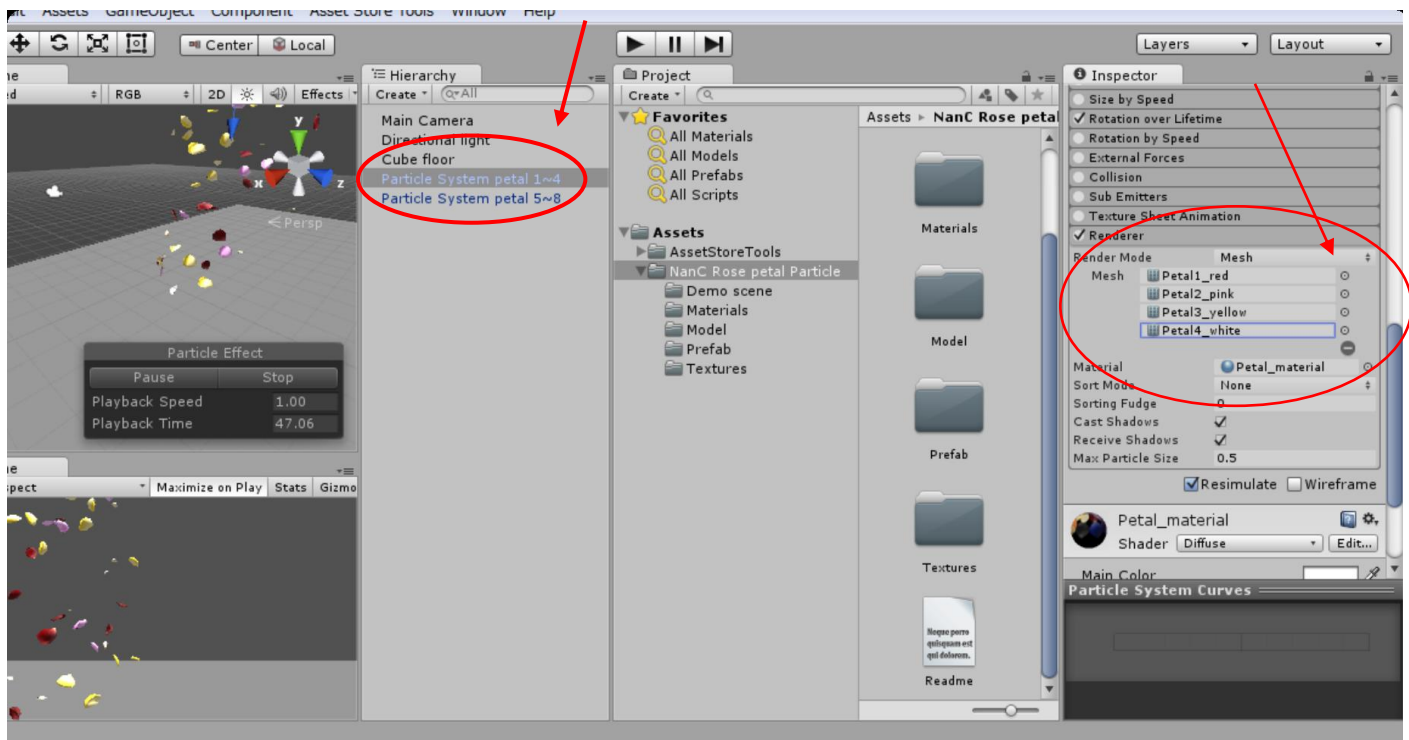 Assets GameObject Component Asset Store Tools Window Help
Center Local
Layers Layout
RGB 2D Effects
Particle Effect
Pause Stop
Playback Speed 1.00
Playback Time 47.06
Persp
x y z
Maximize on Play Stats Gizmo
Hierarchy
Create All
Main Camera
Directional light
Cube floor
Particle System petal 1~4
Particle System petal 5~8
Project
Create
Favorites
All Materials
All Models
All Prefabs
All Scripts
Assets
AssetStoreTools
NanC Rose petal Particle
Demo scene
Materials
Model
Prefab
Textures
Assets NanC Rose petal
Materials
Model
Prefab
Textures
Neque porro
quisquam est
qui dolorem.
Readme
Inspector
Size by Speed
Rotation over Lifetime
Rotation by Speed
External Forces
Collision
Sub Emitters
Texture Sheet Animation
Renderer
Render Mode Mesh
Mesh Petal1_red
Petal2_pink
Petal3_yellow
Petal4_white
Material Petal_material
Sort Mode None
Sorting Fudge 0
Cast Shadows
Receive Shadows
Max Particle Size 0.5
Resimulate Wireframe
Petal_material
Shader Diffuse Edit...
Main Color
Particle System Curves